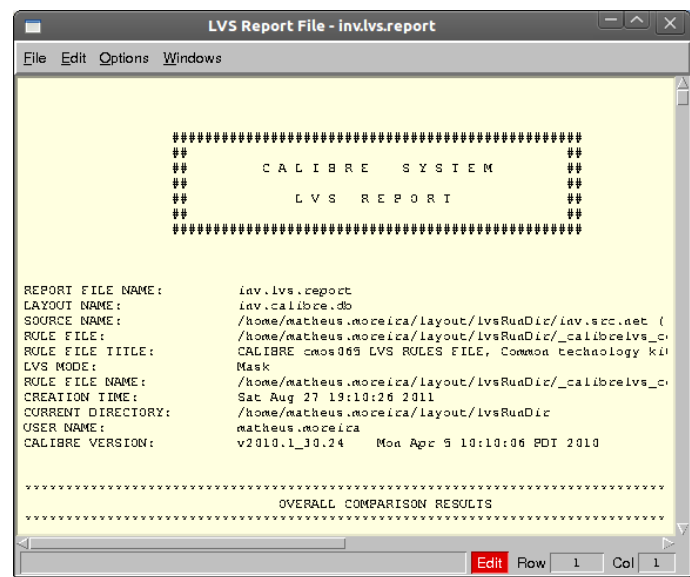 LVS Report File - inv.lvs.report
File Edit Options Windows
##################################################
## ##
## CALIBRE SYSTEM ##
## ##
## LVS REPORT ##
## ##
##################################################
REPORT FILE NAME: inv.lvs.report
LAYOUT NAME: inv.calibre.db
SOURCE NAME: /home/matheus.moreira/layout/lvsRunDir/inv.src.net (
RULE FILE: /home/matheus.moreira/layout/lvsRunDir/_calibrelvs_c
RULE FILE TITLE: CALIBRE cmos065 LVS RULES FILE, Common technology ki
LVS MODE: Mask
RULE FILE NAME: /home/matheus.moreira/layout/lvsRunDir/_calibrelvs_c
CREATION TIME: Sat Aug 27 19:10:26 2011
CURRENT DIRECTORY: /home/matheus.moreira/layout/lvsRunDir
USER NAME: matheus.moreira
CALIBRE VERSION: v2010.1_30.24 Mon Apr 5 10:10:06 PDT 2010
OVERALL COMPARISON RESULTS
Edit Row 1 Col 1